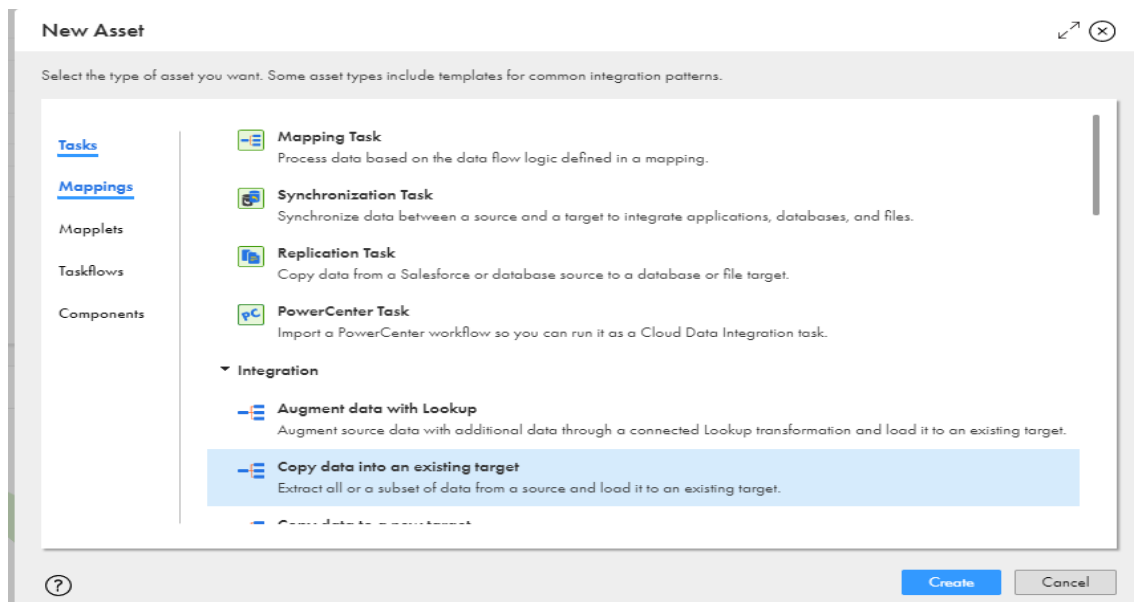 New Asset
Select the type of asset you want. Some asset types include templates for common integration patterns.
Tasks
Mappings
Mapplets
Taskflows
Components
Mapping Task
Process data based on the data flow logic defined in a mapping.
Synchronization Task
Synchronize data between a source and a target to integrate applications, databases, and files.
Replication Task
Copy data from a Salesforce or database source to a database or file target.
PC
PowerCenter Task
Import a PowerCenter workflow so you can run it as a Cloud Data Integration task.
Integration
Augment data with Lookup
Augment source data with additional data through a connected Lookup transformation and load it to an existing target.
Copy data into an existing target
Extract all or a subset of data from a source and load it to an existing target.
Copy data to a new target
?
Create
Cancel